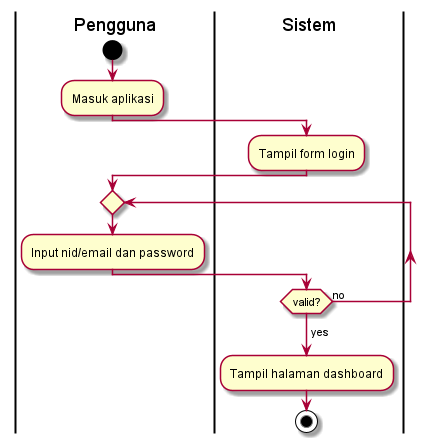 Pengguna
Sistem
Masuk aplikasi
Tampil form login
Input nid/email dan password
valid?
no
yes
Tampil halaman dashboard